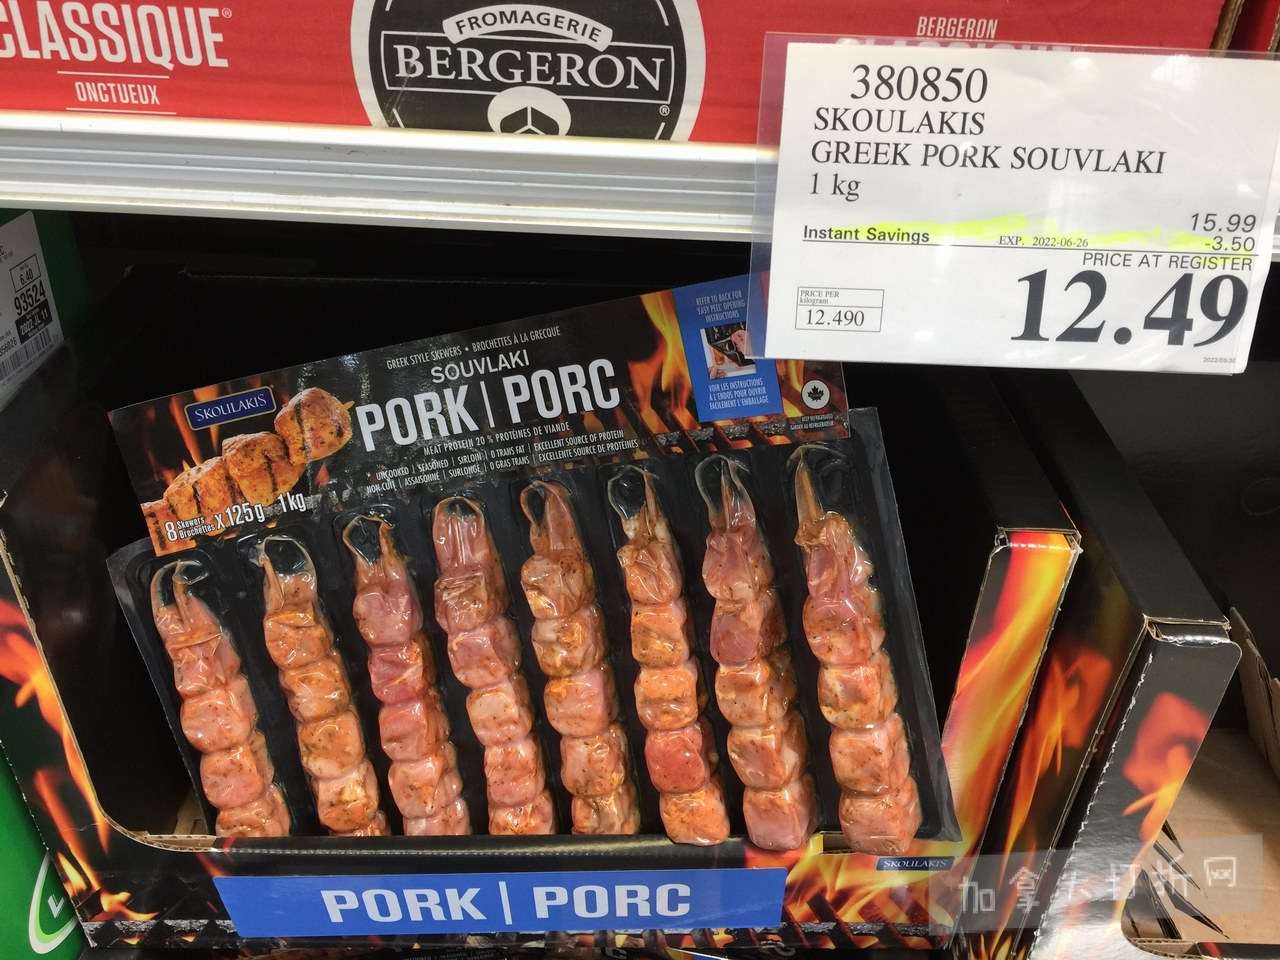 CLASSIQUE®
ONCTUEUX
FROMAGERIE
BERGERON
®
BERGERON
380850
SKOULAKIS
GREEK PORK SOUVLAKI
1 kg
15.99
Instant Savings EXP. 2022-06-26 -3.50
PRICE AT REGISTER
PRICE PER
kilogram
12.490
12.49
6.40
93524
REFER TO BACK FOR
'EASY PEEL' OPENING
INSTRUCTIONS
VOIR LES INSTRUCTIONS
À L'ENDOS POUR OUVRIR
FACILEMENT L'EMBALLAGE
GREEK STYLE SKEWERS • BROCHETTES À LA GRECQUE
SKOULAKIS
SOUVLAKI
PORK | PORC
MEAT PROTEIN 20 % PROTÉINES DE VIANDE
UNCOOKED | SEASONED | SIRLOIN | 0 TRANS FAT | EXCELLENT SOURCE OF PROTEIN
NON-CUIT | ASSAISONNÉ | SURLONGE | 0 GRAS TRANS | EXCELLENTE SOURCE DE PROTÉINES
8 Skewers Brochettes X 125g 1kg
SKOULAKIS
PORK | PORC
加拿大打折网